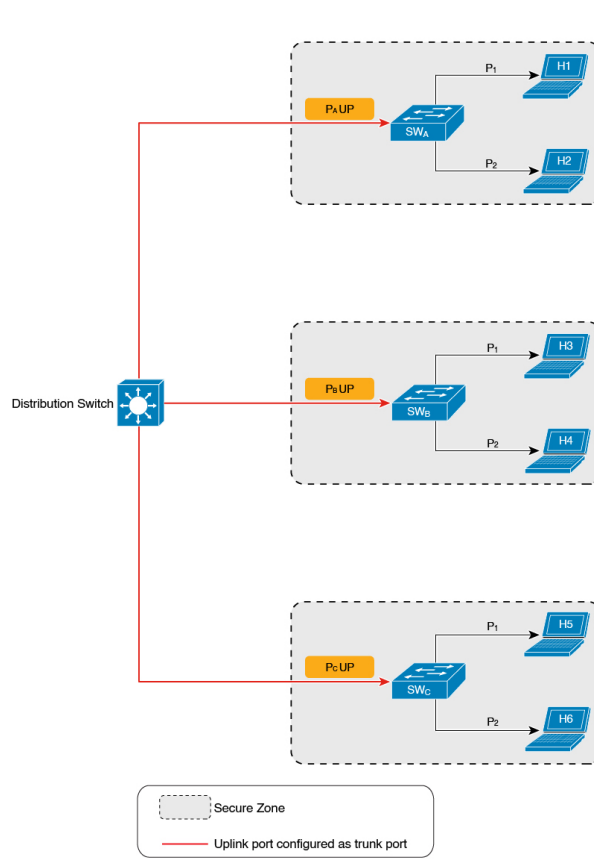 H1
P1
PA UP
SWA
H2
P2
H3
P1
PB UP
SWB
Distribution Switch
H4
P2
H5
P1
PC UP
SWC
H6
P2
Secure Zone
Uplink port configured as trunk port